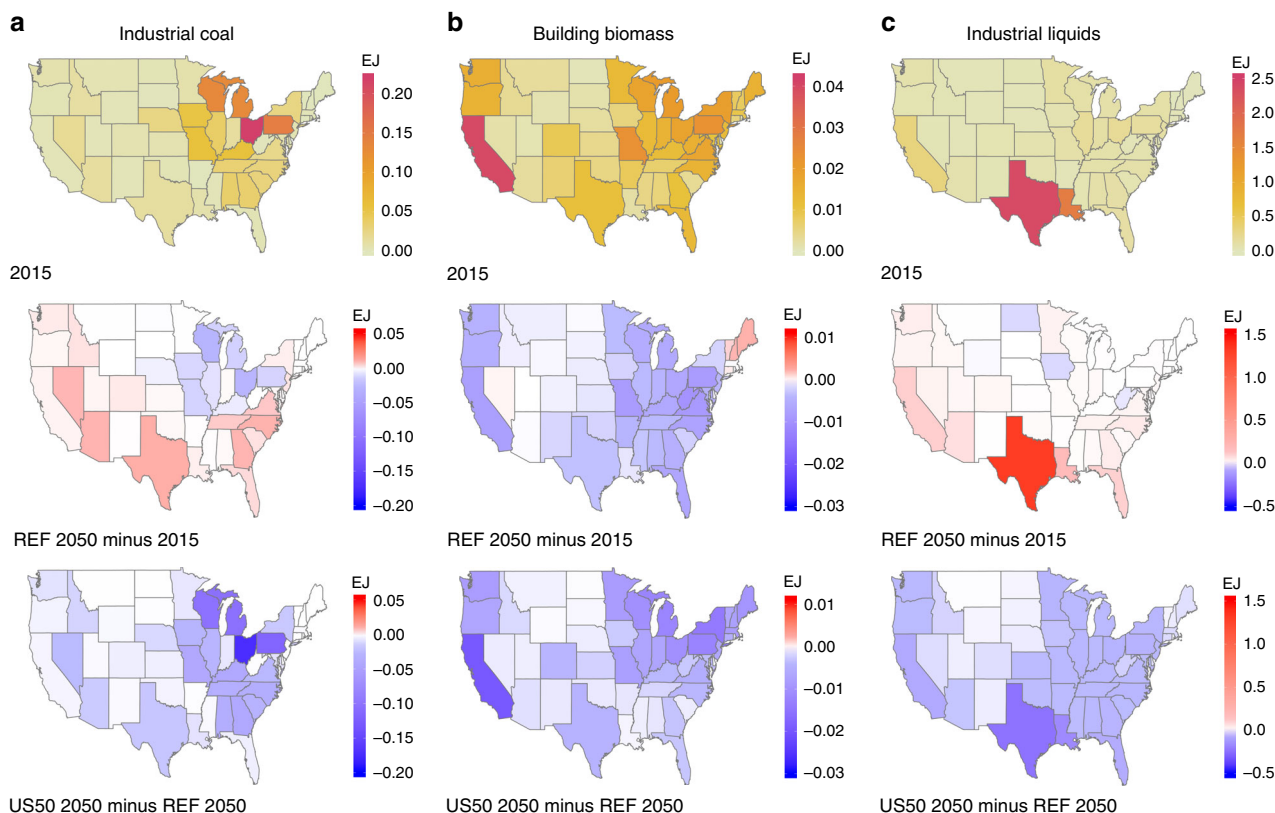 a
Industrial coal
EJ
0.20
0.15
0.10
0.05
0.00
2015
b
Building biomass
EJ
0.04
0.03
0.02
0.01
0.00
2015
c
Industrial liquids
EJ
2.5
2.0
1.5
1.0
0.5
0.0
2015
EJ
0.05
0.00
−0.05
−0.10
−0.15
−0.20
REF 2050 minus 2015
EJ
0.01
0.00
−0.01
−0.02
−0.03
REF 2050 minus 2015
EJ
1.5
1.0
0.5
0.0
−0.5
REF 2050 minus 2015
EJ
0.05
0.00
−0.05
−0.10
−0.15
−0.20
US50 2050 minus REF 2050
EJ
0.01
0.00
−0.01
−0.02
−0.03
US50 2050 minus REF 2050
EJ
1.5
1.0
0.5
0.0
−0.5
US50 2050 minus REF 2050